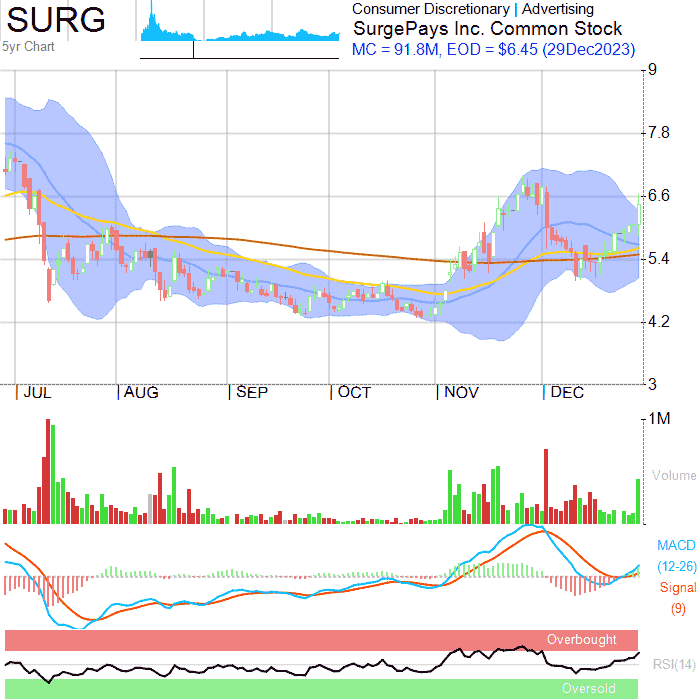 SURG
5yr Chart
Consumer Discretionary | Advertising
SurgePays Inc. Common Stock
MC = 91.8M, EOD = $6.45 (29Dec2023)
9
7.8
6.6
5.4
4.2
3
JUL AUG SEP OCT NOV DEC
1M
Volume
MACD
(12-26)
Signal
(9)
Overbought
RSI(14)
Oversold